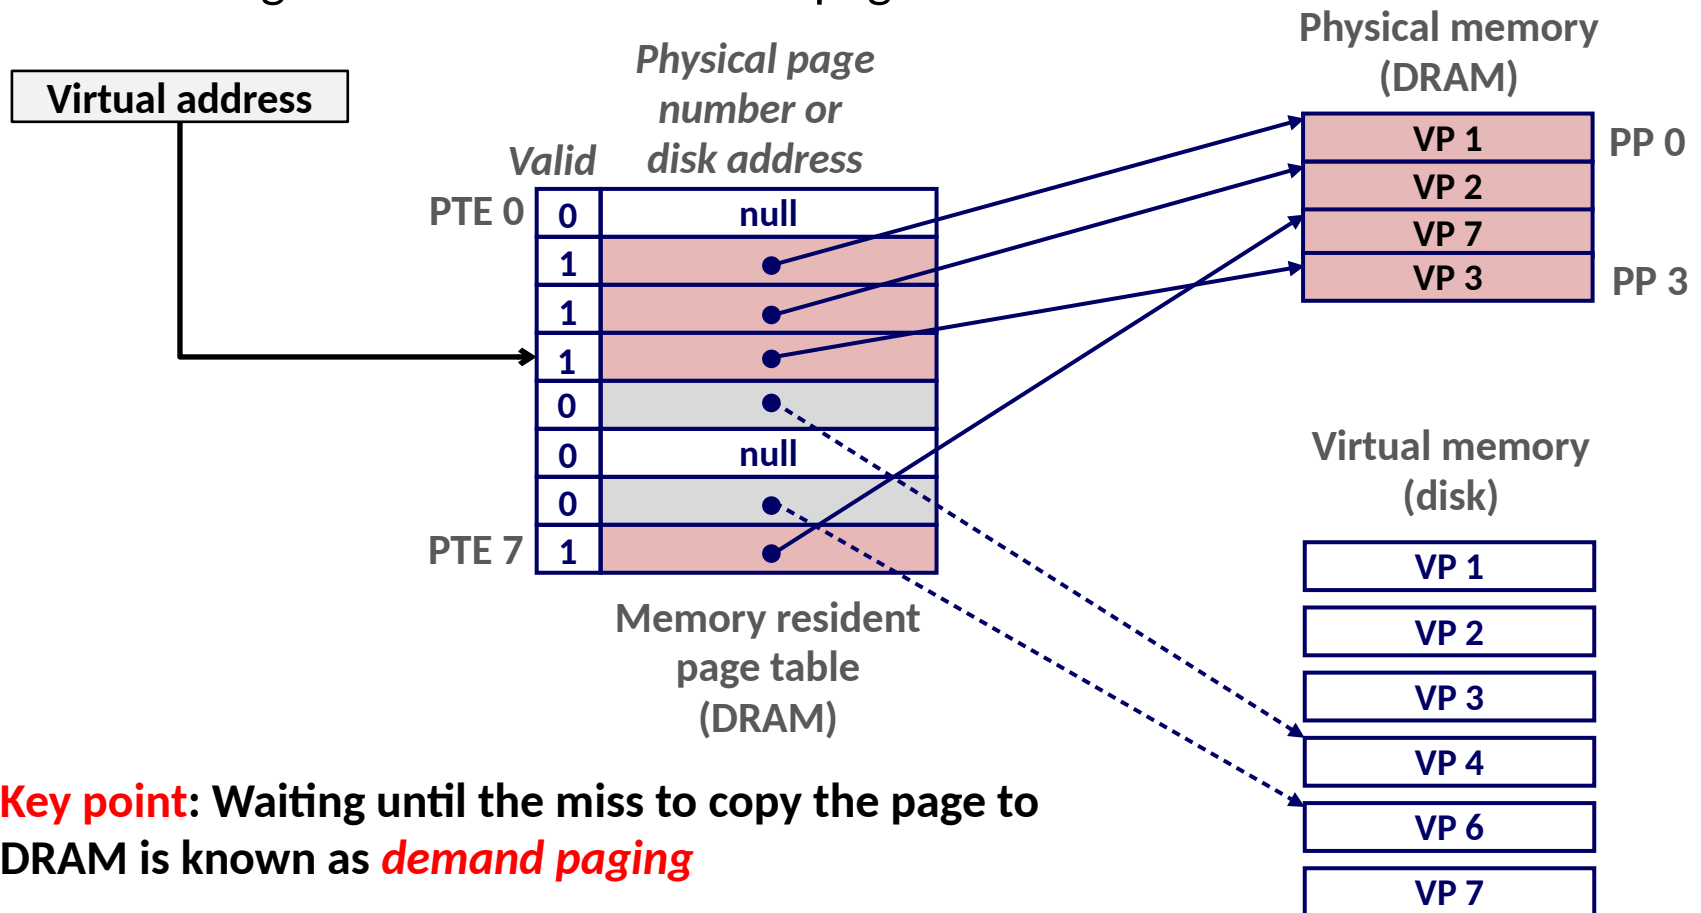 Physical memory
(DRAM)
Physical page
number or
disk address
Virtual address
Valid
VP 1
PP 0
VP 2
VP 7
VP 3
PP 3
PTE 0
0
null
1
1
1
0
0
null
0
PTE 7
1
Memory resident
page table
(DRAM)
Virtual memory
(disk)
VP 1
VP 2
VP 3
VP 4
VP 6
VP 7
Key point: Waiting until the miss to copy the page to
DRAM is known as demand paging